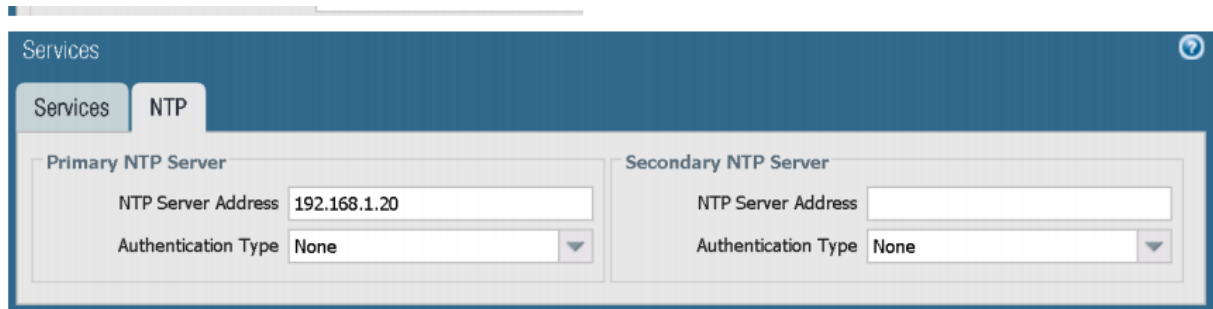 Services
Services NTP
Primary NTP Server Secondary NTP Server
NTP Server Address 192.168.1.20 NTP Server Address
Authentication Type None Authentication Type None